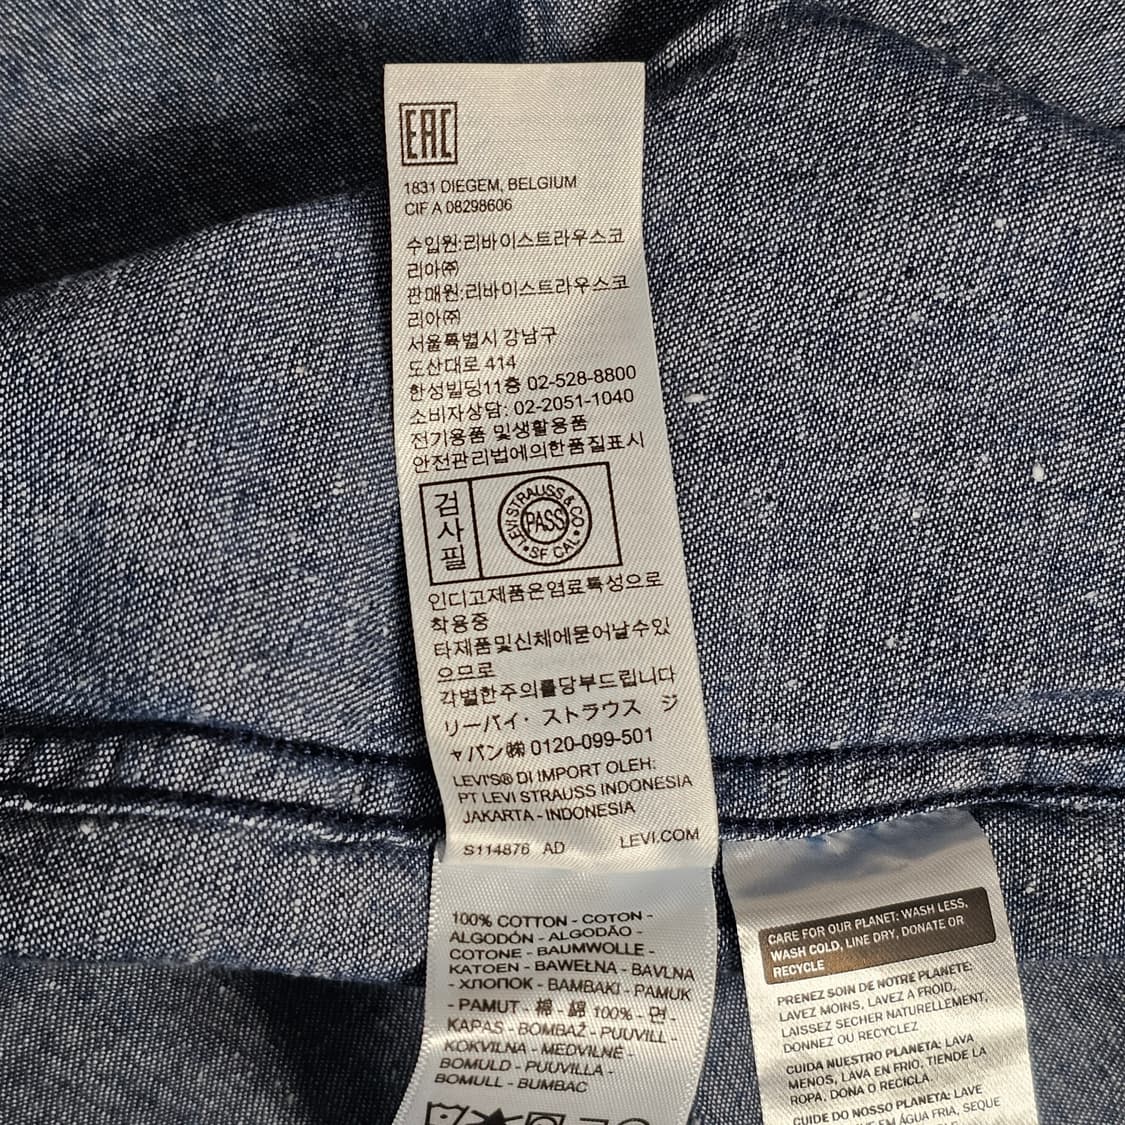 EAC
1831 DIEGEM, BELGIUM
CIF A 08298606
수입원:리바이스트라우스코
리아㈜
판매원:리바이스트라우스코
리아㈜
서울특별시 강남구
도산대로 414
한성빌딩11층 02-528-8800
소비자상담: 02-2051-1040
전기용품 및생활용품
안전관리법에의한품질표시
검사필
LEVI STRAUSS & CO
PASS
SF CAL
인디고제품은염료특성으로
착용중
타제품및신체에묻어날수있
으므로
각별한주의를당부드립니다
リーバイ・ストラウス ジ
ャパン㈱ 0120-099-501
LEVI'S® DI IMPORT OLEH:
PT LEVI STRAUSS INDONESIA
JAKARTA - INDONESIA
S114876 AD LEVI.COM
100% COTTON - COTON -
ALGODÓN - ALGODÃO -
COTONE - BAUMWOLLE -
KATOEN - BAWEŁNA - BAVLNA
- ХЛОПОК - BAMBAKI - PAMUK
- PAMUT - 棉 - 綿 100% - 면 -
KAPAS - BOMBAŽ - PUUVILL -
KOKVILNA - MEDVILNĖ -
BOMULD - PUUVILLA -
BOMULL - BUMBAC
CARE FOR OUR PLANET: WASH LESS,
WASH COLD, LINE DRY, DONATE OR
RECYCLE
PRENEZ SOIN DE NOTRE PLANETE:
LAVEZ MOINS, LAVEZ A FROID,
LAISSEZ SECHER NATURELLEMENT,
DONNEZ OU RECYCLEZ
CUIDA NUESTRO PLANETA: LAVA
MENOS, LAVA EN FRIO, TIENDE LA
ROPA, DONA O RECICLA.
CUIDE DO NOSSO PLANETA: LAVE
EM ÁGUA FRIA, SEQUE